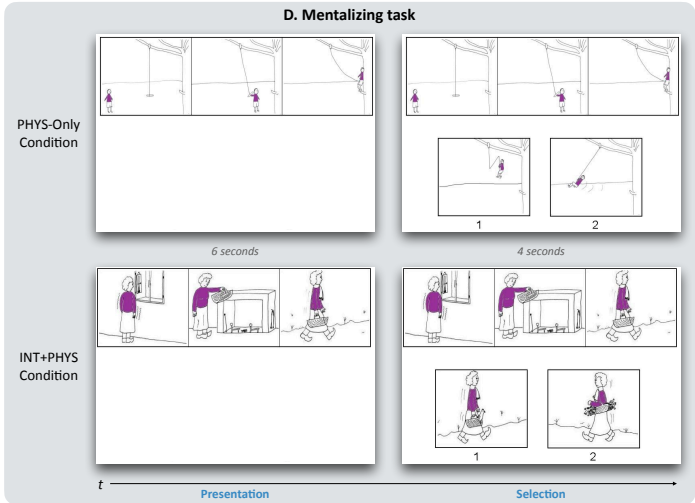 D. Mentalizing task
PHYS-Only
Condition
1
2
6 seconds
4 seconds
INT+PHYS
Condition
1
2
t
Presentation
Selection